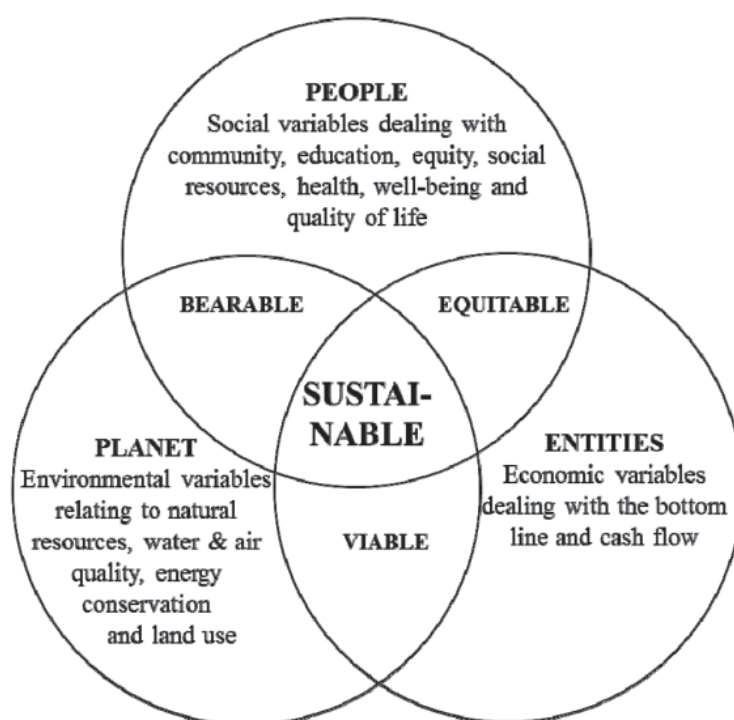 PEOPLE
Social variables dealing with
community, education, equity, social
resources, health, well-being and
quality of life
BEARABLE
EQUITABLE
SUSTAI-
NABLE
PLANET
Environmental variables
relating to natural
resources, water & air
quality, energy
conservation
and land use
ENTITIES
Economic variables
dealing with the bottom
line and cash flow
VIABLE